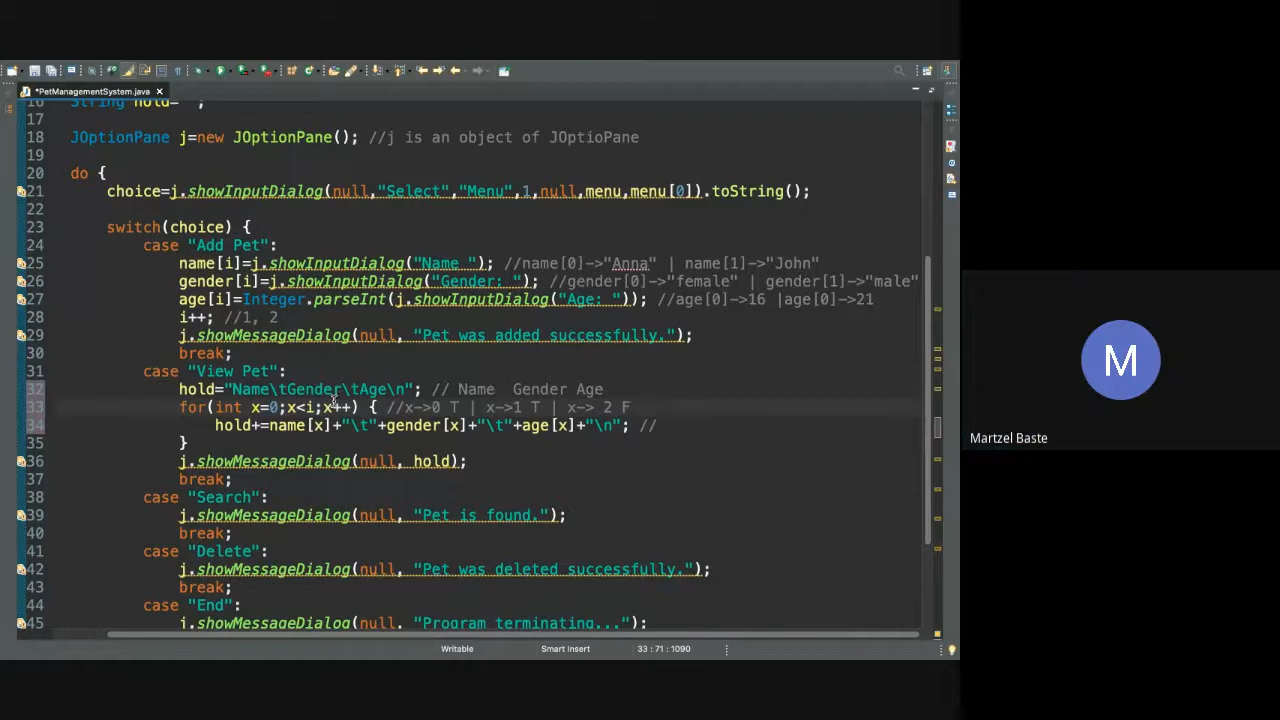 *PetManagementSystem.java
16 String hold="";
17
18 JOptionPane j=new JOptionPane(); //j is an object of JOptioPane
19
20 do {
21 choice=j.showInputDialog(null,"Select","Menu",1,null,menu,menu[0]).toString();
22
23 switch(choice) {
24 case "Add Pet":
25 name[i]=j.showInputDialog("Name "); //name[0]->"Anna" | name[1]->"John"
26 gender[i]=j.showInputDialog("Gender: "); //gender[0]->"female" | gender[1]->"male"
27 age[i]=Integer.parseInt(j.showInputDialog("Age: ")); //age[0]->16 |age[0]->21
28 i++; //1, 2
29 j.showMessageDialog(null, "Pet was added successfully.");
30 break;
31 case "View Pet":
32 hold="Name\tGender\tAge\n"; // Name  Gender Age
33 for(int x=0;x<i;x++) { //x->0 T | x->1 T | x-> 2 F
34 hold+=name[x]+"\t"+gender[x]+"\t"+age[x]+"\n"; //
35 }
36 j.showMessageDialog(null, hold);
37 break;
38 case "Search":
39 j.showMessageDialog(null, "Pet is found.");
40 break;
41 case "Delete":
42 j.showMessageDialog(null, "Pet was deleted successfully.");
43 break;
44 case "End":
45 j.showMessageDialog(null, "Program terminating...");
Writable Smart Insert 33 : 71 : 1090
M
Martzel Baste